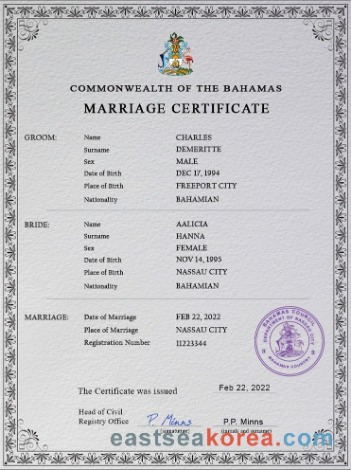 COMMONWEALTH OF THE BAHAMAS
MARRIAGE CERTIFICATE
GROOM: Name CHARLES
Surname DEMERITTE
Sex MALE
Date of Birth DEC 17, 1994
Place of Birth FREEPORT CITY
Nationality BAHAMIAN
BRIDE: Name AALICIA
Surname HANNA
Sex FEMALE
Date of Birth NOV 14, 1995
Place of Birth NASSAU CITY
Nationality BAHAMIAN
MARRIAGE: Date of Marriage FEB 22, 2022
Place of Marriage NASSAU CITY
Registration Number 11223344
BAHAMAS COUNCIL
DEPARTMENT OF NASSAU CITY
BAHAMAS COUNTRY
The Certificate was issued Feb 22, 2022
Head of Civil
Registry Office P. Minns P.P. Minns
(signature) (initials and surname)
eastseakorea.com